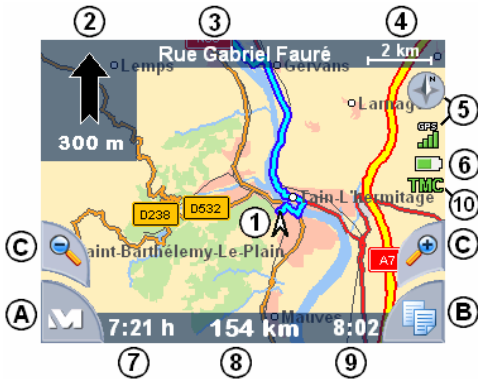 2 3 4
Rue Gabriel Fauré
2 km
Lemps
Gervans
Larnag
N
5
300 m
GPS
6
TMC
10
D238
D532
1
Tain-L'hermitage
C
aint-Barthélemy-Le-Plain
A7
C
A
7:21 h
154 km
Mauves
8:02
B
7 8 9